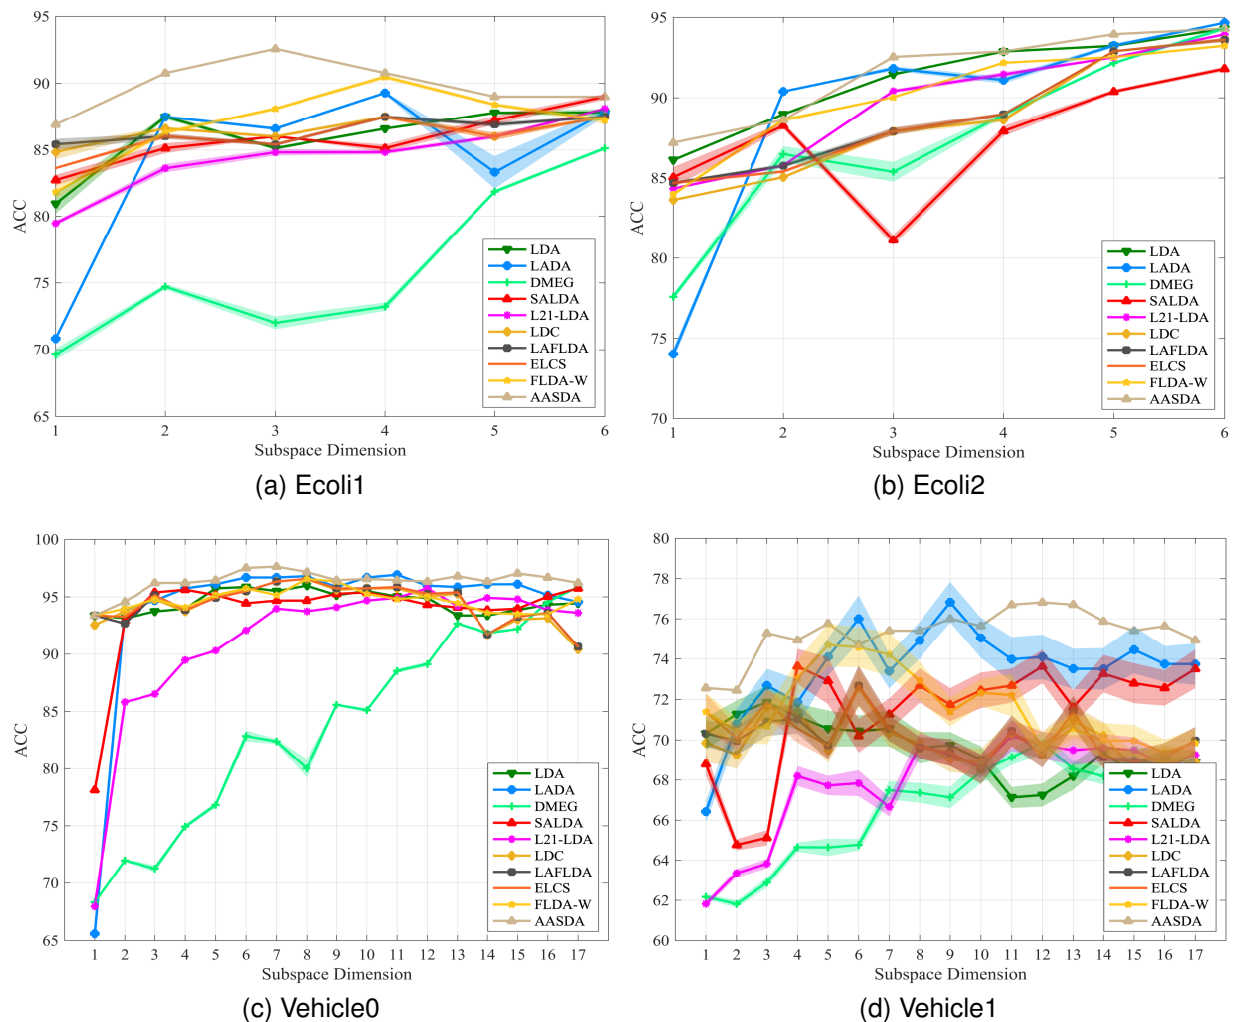 95
90
85
80
75
70
65
ACC
1 2 3 4 5 6
Subspace Dimension
LDA
LADA
DMEG
SALDA
L21-LDA
LDC
LAFLDA
ELCS
FLDA-W
AASDA
(a) Ecoli1
95
90
85
80
75
70
ACC
1 2 3 4 5 6
Subspace Dimension
LDA
LADA
DMEG
SALDA
L21-LDA
LDC
LAFLDA
ELCS
FLDA-W
AASDA
(b) Ecoli2
100
95
90
85
80
75
70
65
ACC
1 2 3 4 5 6 7 8 9 10 11 12 13 14 15 16 17
Subspace Dimension
LDA
LADA
DMEG
SALDA
L21-LDA
LDC
LAFLDA
ELCS
FLDA-W
AASDA
(c) Vehicle0
80
78
76
74
72
70
68
66
64
62
60
ACC
1 2 3 4 5 6 7 8 9 10 11 12 13 14 15 16 17
Subspace Dimension
LDA
LADA
DMEG
SALDA
L21-LDA
LDC
LAFLDA
ELCS
FLDA-W
AASDA
(d) Vehicle1